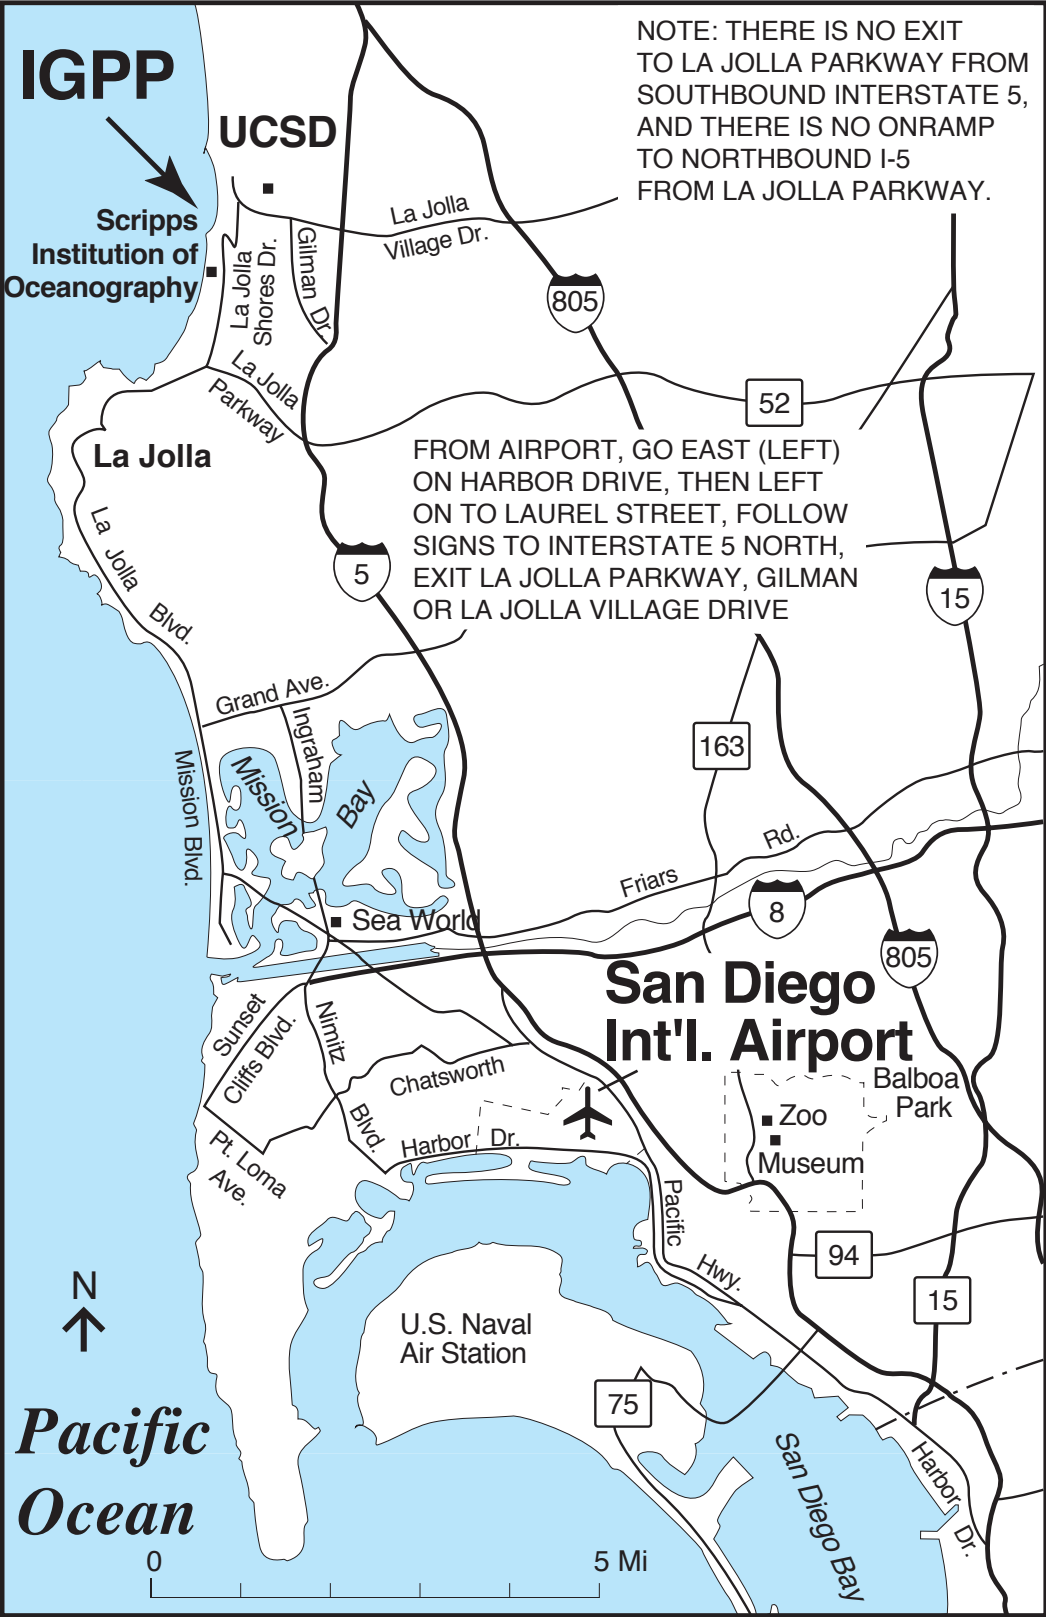 NOTE: THERE IS NO EXIT
TO LA JOLLA PARKWAY FROM
SOUTHBOUND INTERSTATE 5,
AND THERE IS NO ONRAMP
TO NORTHBOUND I-5
FROM LA JOLLA PARKWAY.
IGPP
UCSD
Scripps
Institution of
Oceanography
La Jolla
Village Dr.
La Jolla
Shores Dr.
Gilman Dr.
805
La Jolla
Parkway
52
La Jolla
FROM AIRPORT, GO EAST (LEFT)
ON HARBOR DRIVE, THEN LEFT
ON TO LAUREL STREET, FOLLOW
SIGNS TO INTERSTATE 5 NORTH,
EXIT LA JOLLA PARKWAY, GILMAN
OR LA JOLLA VILLAGE DRIVE
5
15
La Jolla Blvd.
Grand Ave.
Ingraham
163
Mission Blvd.
Mission
Bay
Friars Rd.
8
Sea World
805
San Diego
Int'l. Airport
Sunset
Cliffs Blvd.
Nimitz
Blvd.
Chatsworth
Balboa
Park
Zoo
Museum
Harbor Dr.
Pt. Loma
Ave.
Pacific
Hwy.
94
15
N
U.S. Naval
Air Station
75
Pacific
Ocean
San Diego Bay
Harbor
Dr.
0
5 Mi